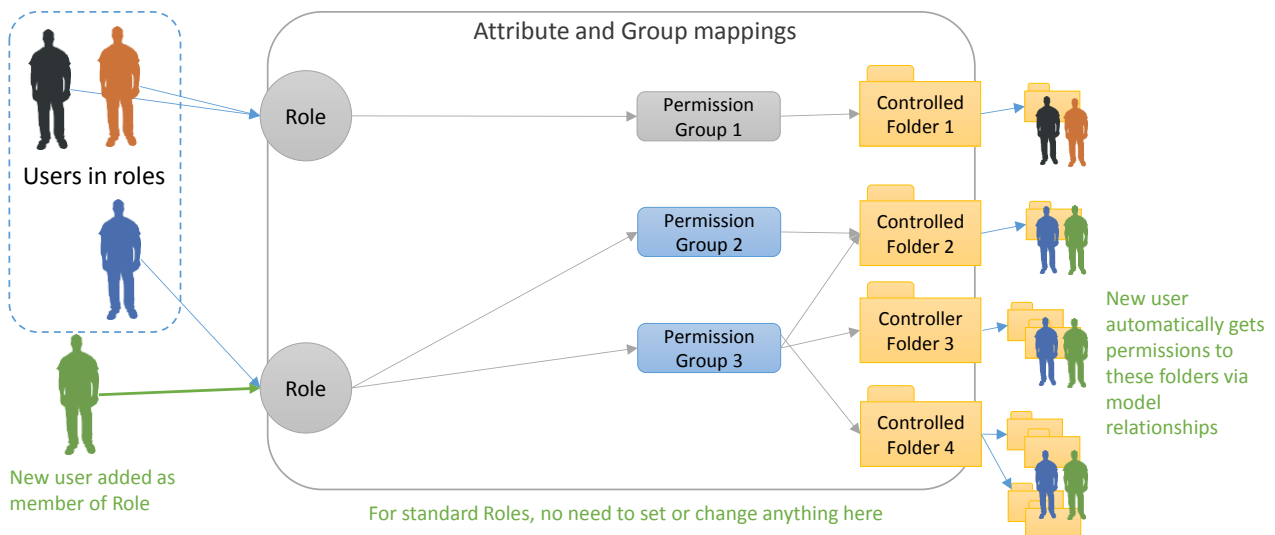 Attribute and Group mappings
Users in roles
Role
Permission
Group 1
Controlled
Folder 1
Permission
Group 2
Controlled
Folder 2
Role
Permission
Group 3
Controller
Folder 3
Controlled
Folder 4
New user
automatically gets
permissions to
these folders via
model
relationships
New user added as
member of Role
For standard Roles, no need to set or change anything here